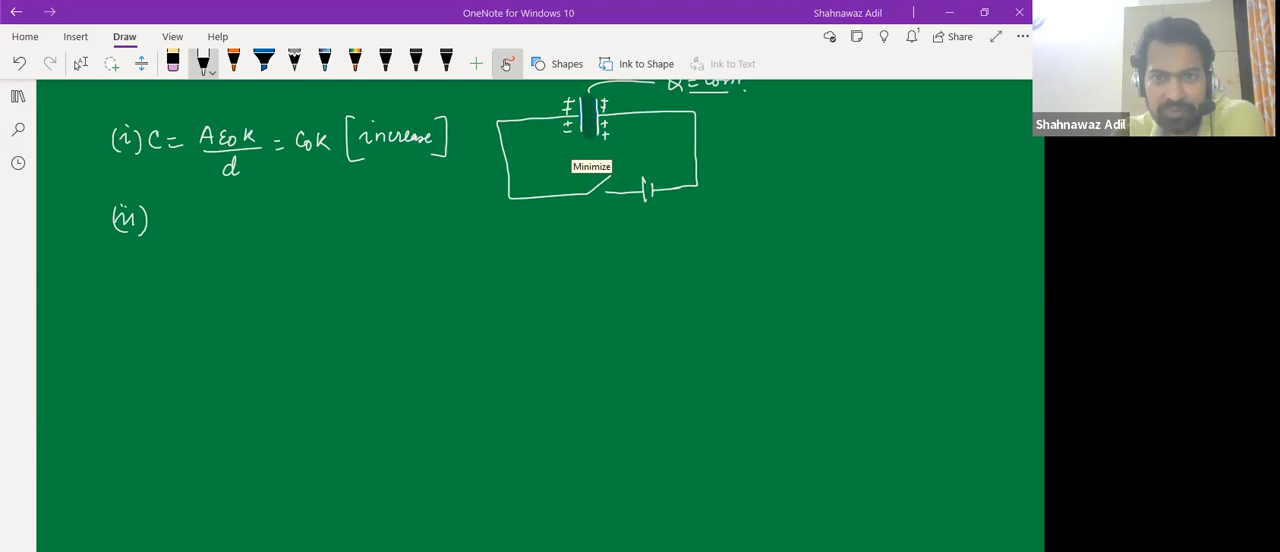 OneNote for Windows 10
Shahnawaz Adil
Home Insert Draw View Help
Share
Shapes Ink to Shape Ink to Text
Shahnawaz Adil
(i) C = Aε₀K / d = C₀K [increase]
Minimize
(ii)